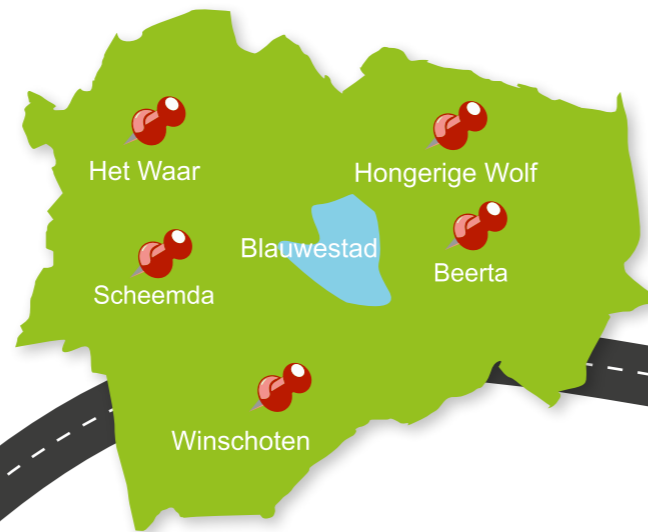 Het Waar
Hongerige Wolf
Blauwestad
Beerta
Scheemda
Winschoten